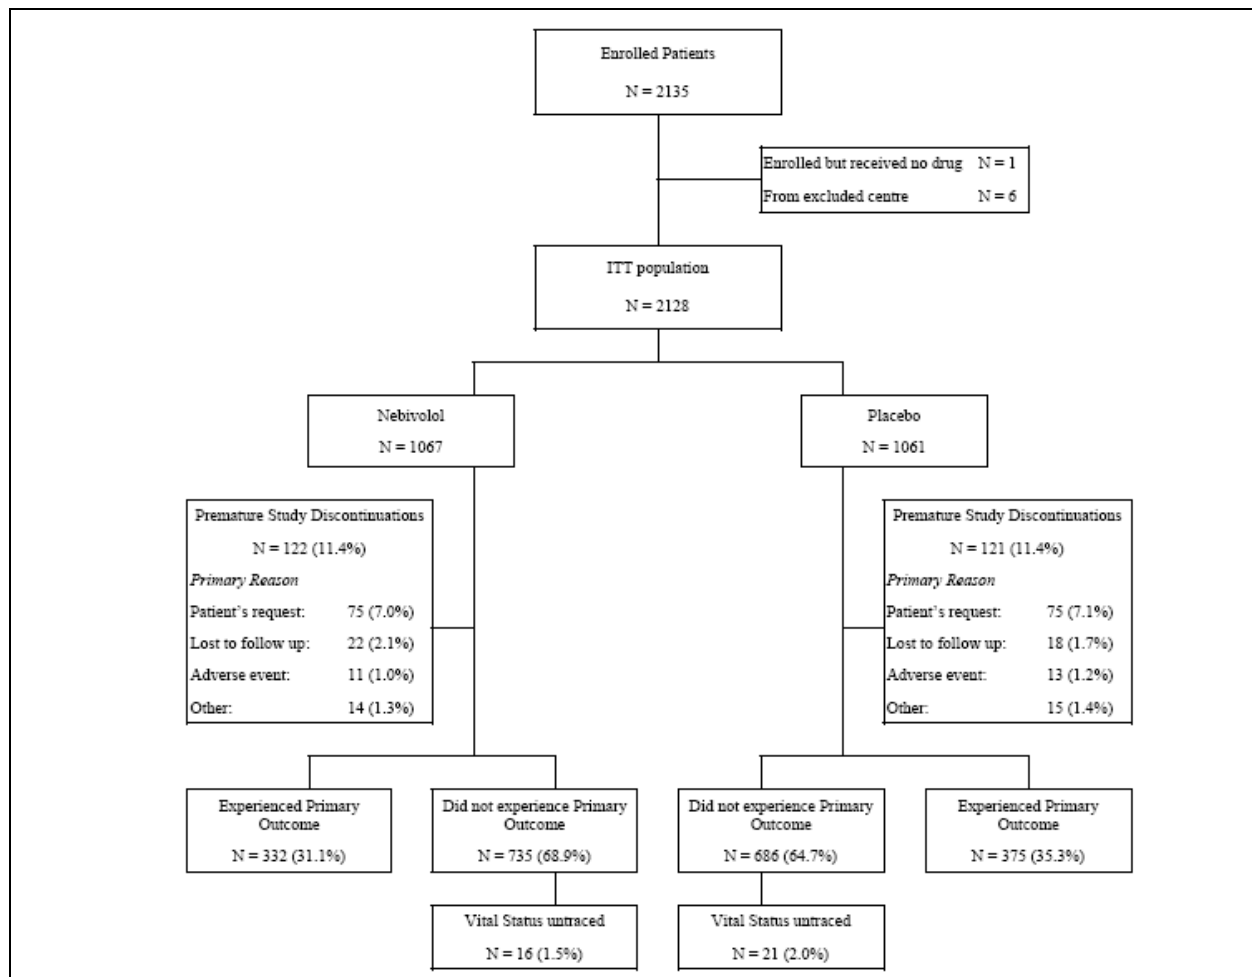 Enrolled Patients
N = 2135
Enrolled but received no drug N = 1
From excluded centre N = 6
ITT population
N = 2128
Nebivolol
N = 1067
Placebo
N = 1061
Premature Study Discontinuations
N = 122 (11.4%)
Primary Reason
Patient's request: 75 (7.0%)
Lost to follow up: 22 (2.1%)
Adverse event: 11 (1.0%)
Other: 14 (1.3%)
Premature Study Discontinuations
N = 121 (11.4%)
Primary Reason
Patient's request: 75 (7.1%)
Lost to follow up: 18 (1.7%)
Adverse event: 13 (1.2%)
Other: 15 (1.4%)
Experienced Primary
Outcome
N = 332 (31.1%)
Did not experience Primary
Outcome
N = 735 (68.9%)
Did not experience Primary
Outcome
N = 686 (64.7%)
Experienced Primary
Outcome
N = 375 (35.3%)
Vital Status untraced
N = 16 (1.5%)
Vital Status untraced
N = 21 (2.0%)